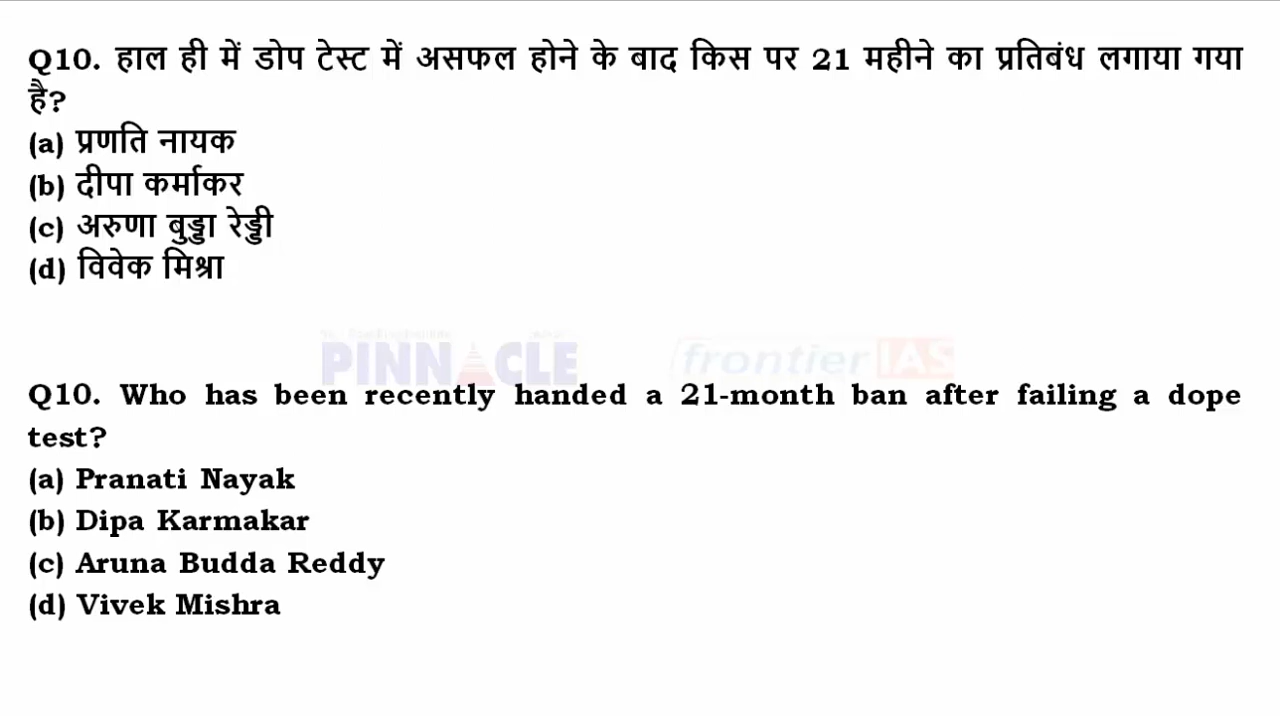 Q10. हाल ही में डोप टेस्ट में असफल होने के बाद किस पर 21 महीने का प्रतिबंध लगाया गया
है?
(a) प्रणति नायक
(b) दीपा कर्माकर
(c) अरुणा बुड्डा रेड्डी
(d) विवेक मिश्रा
PINNACLE frontier IAS
Q10. Who has been recently handed a 21-month ban after failing a dope
test?
(a) Pranati Nayak
(b) Dipa Karmakar
(c) Aruna Budda Reddy
(d) Vivek Mishra